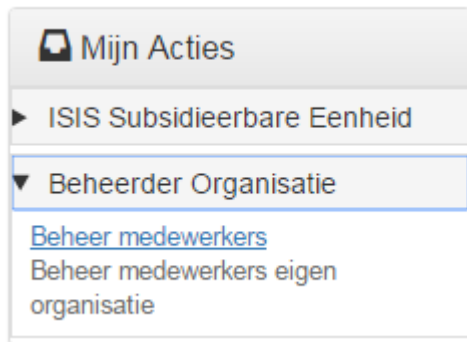 Mijn Acties
ISIS Subsidieerbare Eenheid
Beheerder Organisatie
Beheer medewerkers
Beheer medewerkers eigen
organisatie